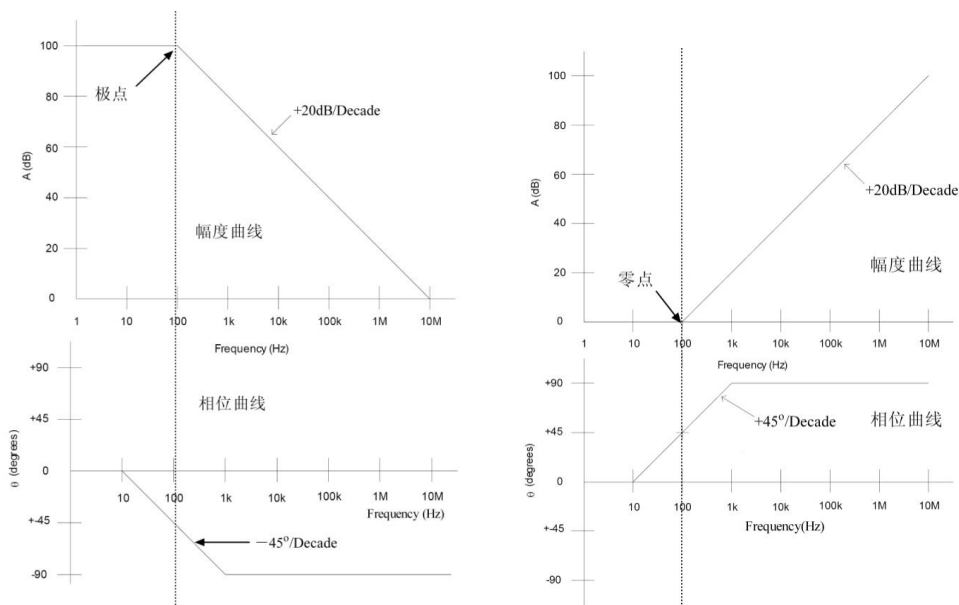 100
80
60
40
20
0
A (dB)
极点
+20dB/Decade
幅度曲线
1 10 100 1k 10k 100k 1M 10M
Frequency (Hz)
+90
+45
0
+-45
-90
θ (degrees)
相位曲线
10 100 1k 10k 100k 1M 10M
Frequency (Hz)
−45°/Decade
100
80
60
40
20
0
A (dB)
+20dB/Decade
幅度曲线
零点
1 10 100 1k 10k 100k 1M 10M
Frequency (Hz)
+90
+45
0
+-45
-90
θ (degrees)
+45°/Decade
相位曲线
10 100 1k 10k 100k 1M 10M
Frequency(Hz)